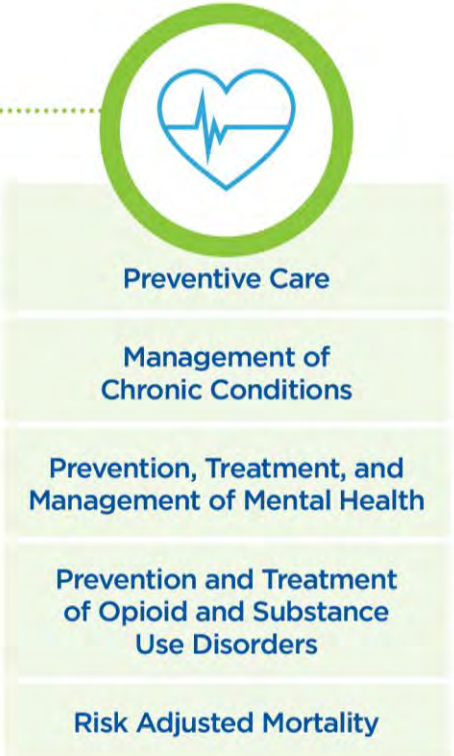 Preventive Care
Management of
Chronic Conditions
Prevention, Treatment, and
Management of Mental Health
Prevention and Treatment
of Opioid and Substance
Use Disorders
Risk Adjusted Mortality